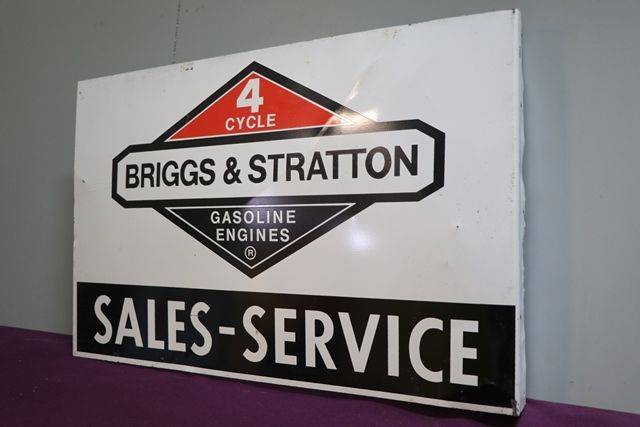 4
CYCLE
BRIGGS & STRATTON
GASOLINE
ENGINES
®
SALES-SERVICE